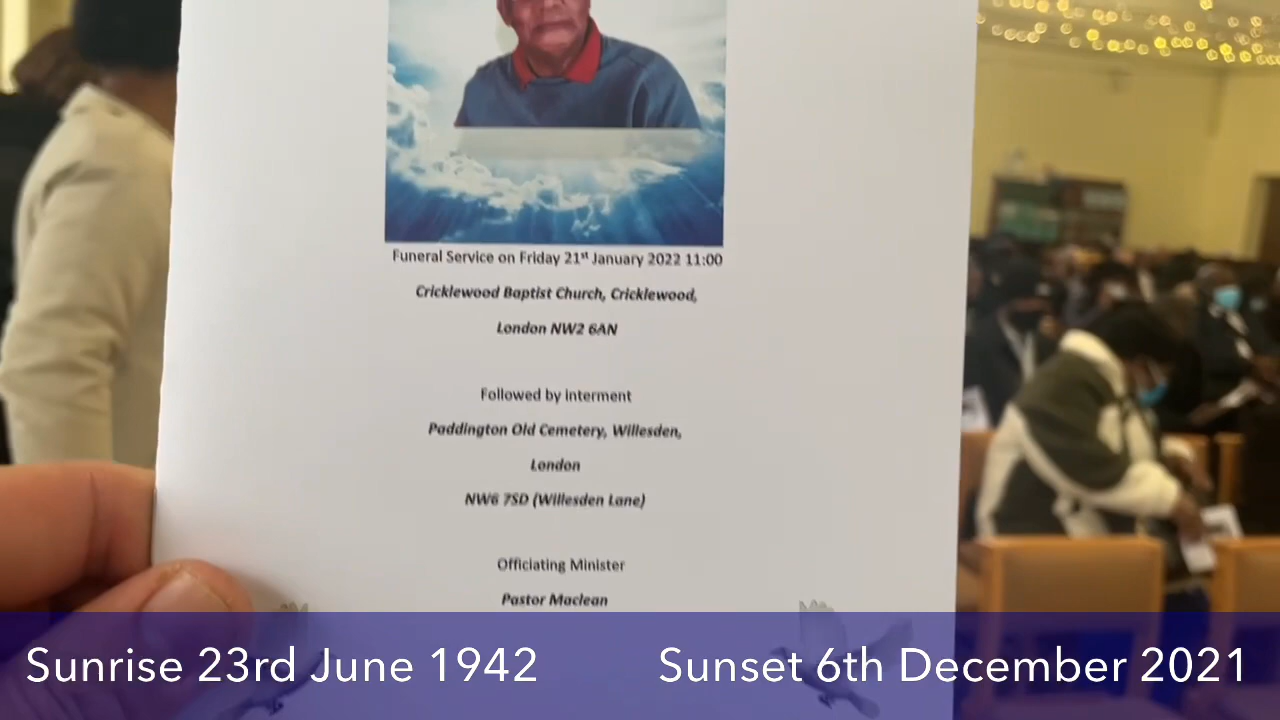 Funeral Service on Friday 21st January 2022 11:00
Cricklewood Baptist Church, Cricklewood,
London NW2 6AN
Followed by interment
Paddington Old Cemetery, Willesden,
London
NW6 7SD (Willesden Lane)
Officiating Minister
Pastor Maclean
Sunrise 23rd June 1942 Sunset 6th December 2021